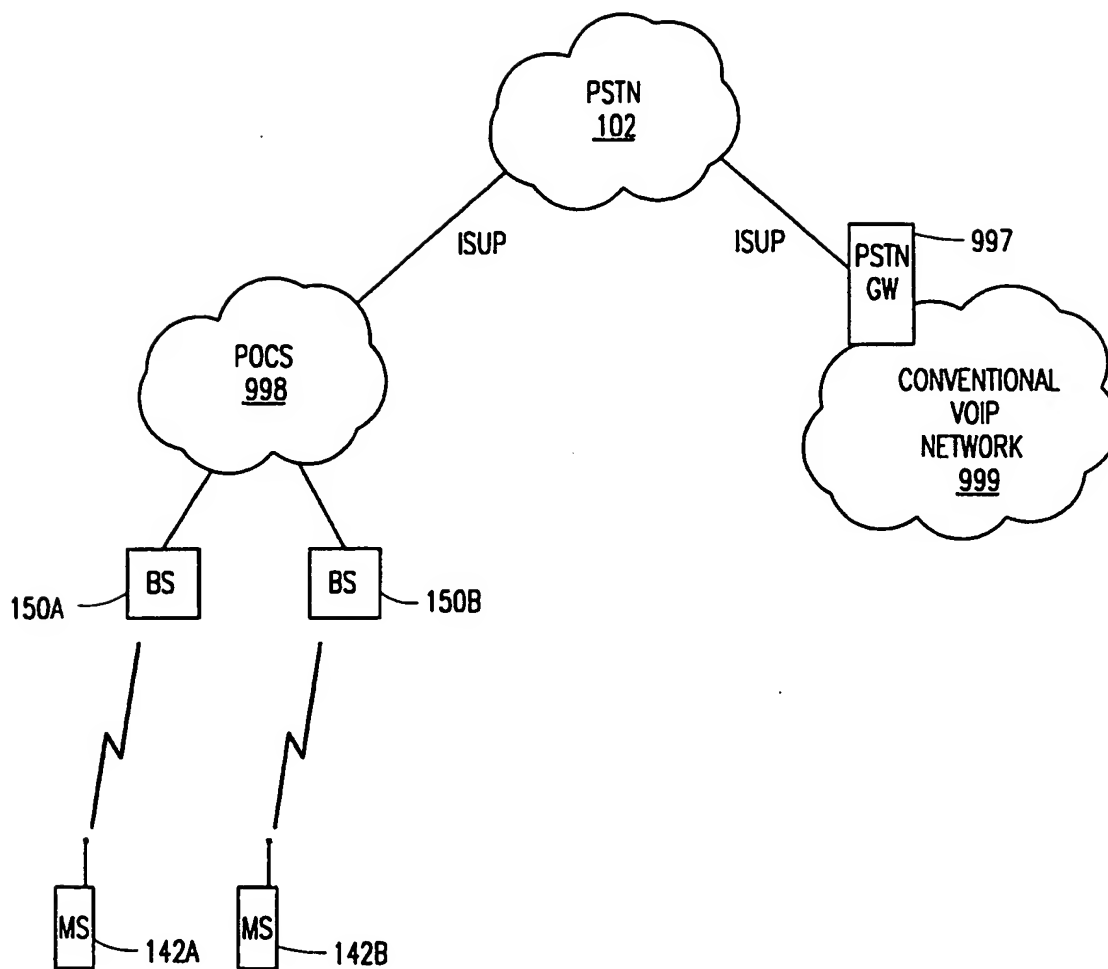 PSTN
102
ISUP
ISUP
PSTN
GW
997
POCS
998
CONVENTIONAL
VOIP
NETWORK
999
BS
BS
150A
150B
MS
142A
MS
142B